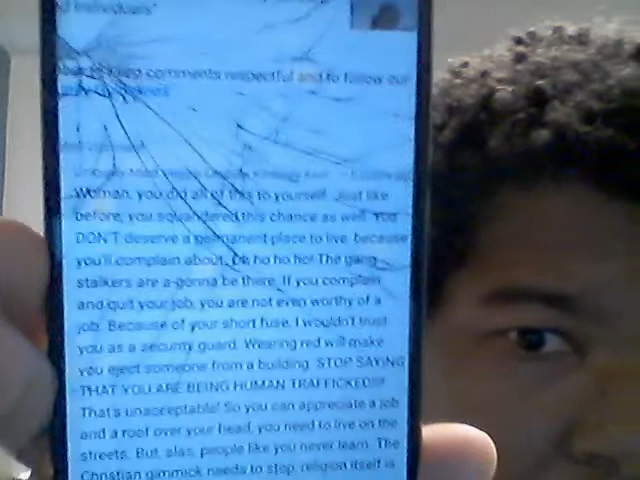 individuals"
comments respectful and to follow our
Woman, you did all of this to yourself. Just like
before, you squandered this chance as well. You
DON'T deserve a permanent place to live, because
you'll complain about. Oh ho ho ho! The gang
stalkers are a-gonna be there. If you complain
and quit your job, you are not even worthy of a
job. Because of your short fuse, I wouldn't trust
you as a security guard. Wearing red will make
you eject someone from a building. STOP SAYING
THAT YOU ARE BEING HUMAN TRAFFICKED!!!
That's unacceptable! So you can appreciate a job
and a roof over your head, you need to live on the
streets. But, alas, people like you never learn. The
Christian gimmick needs to stop, religion itself is